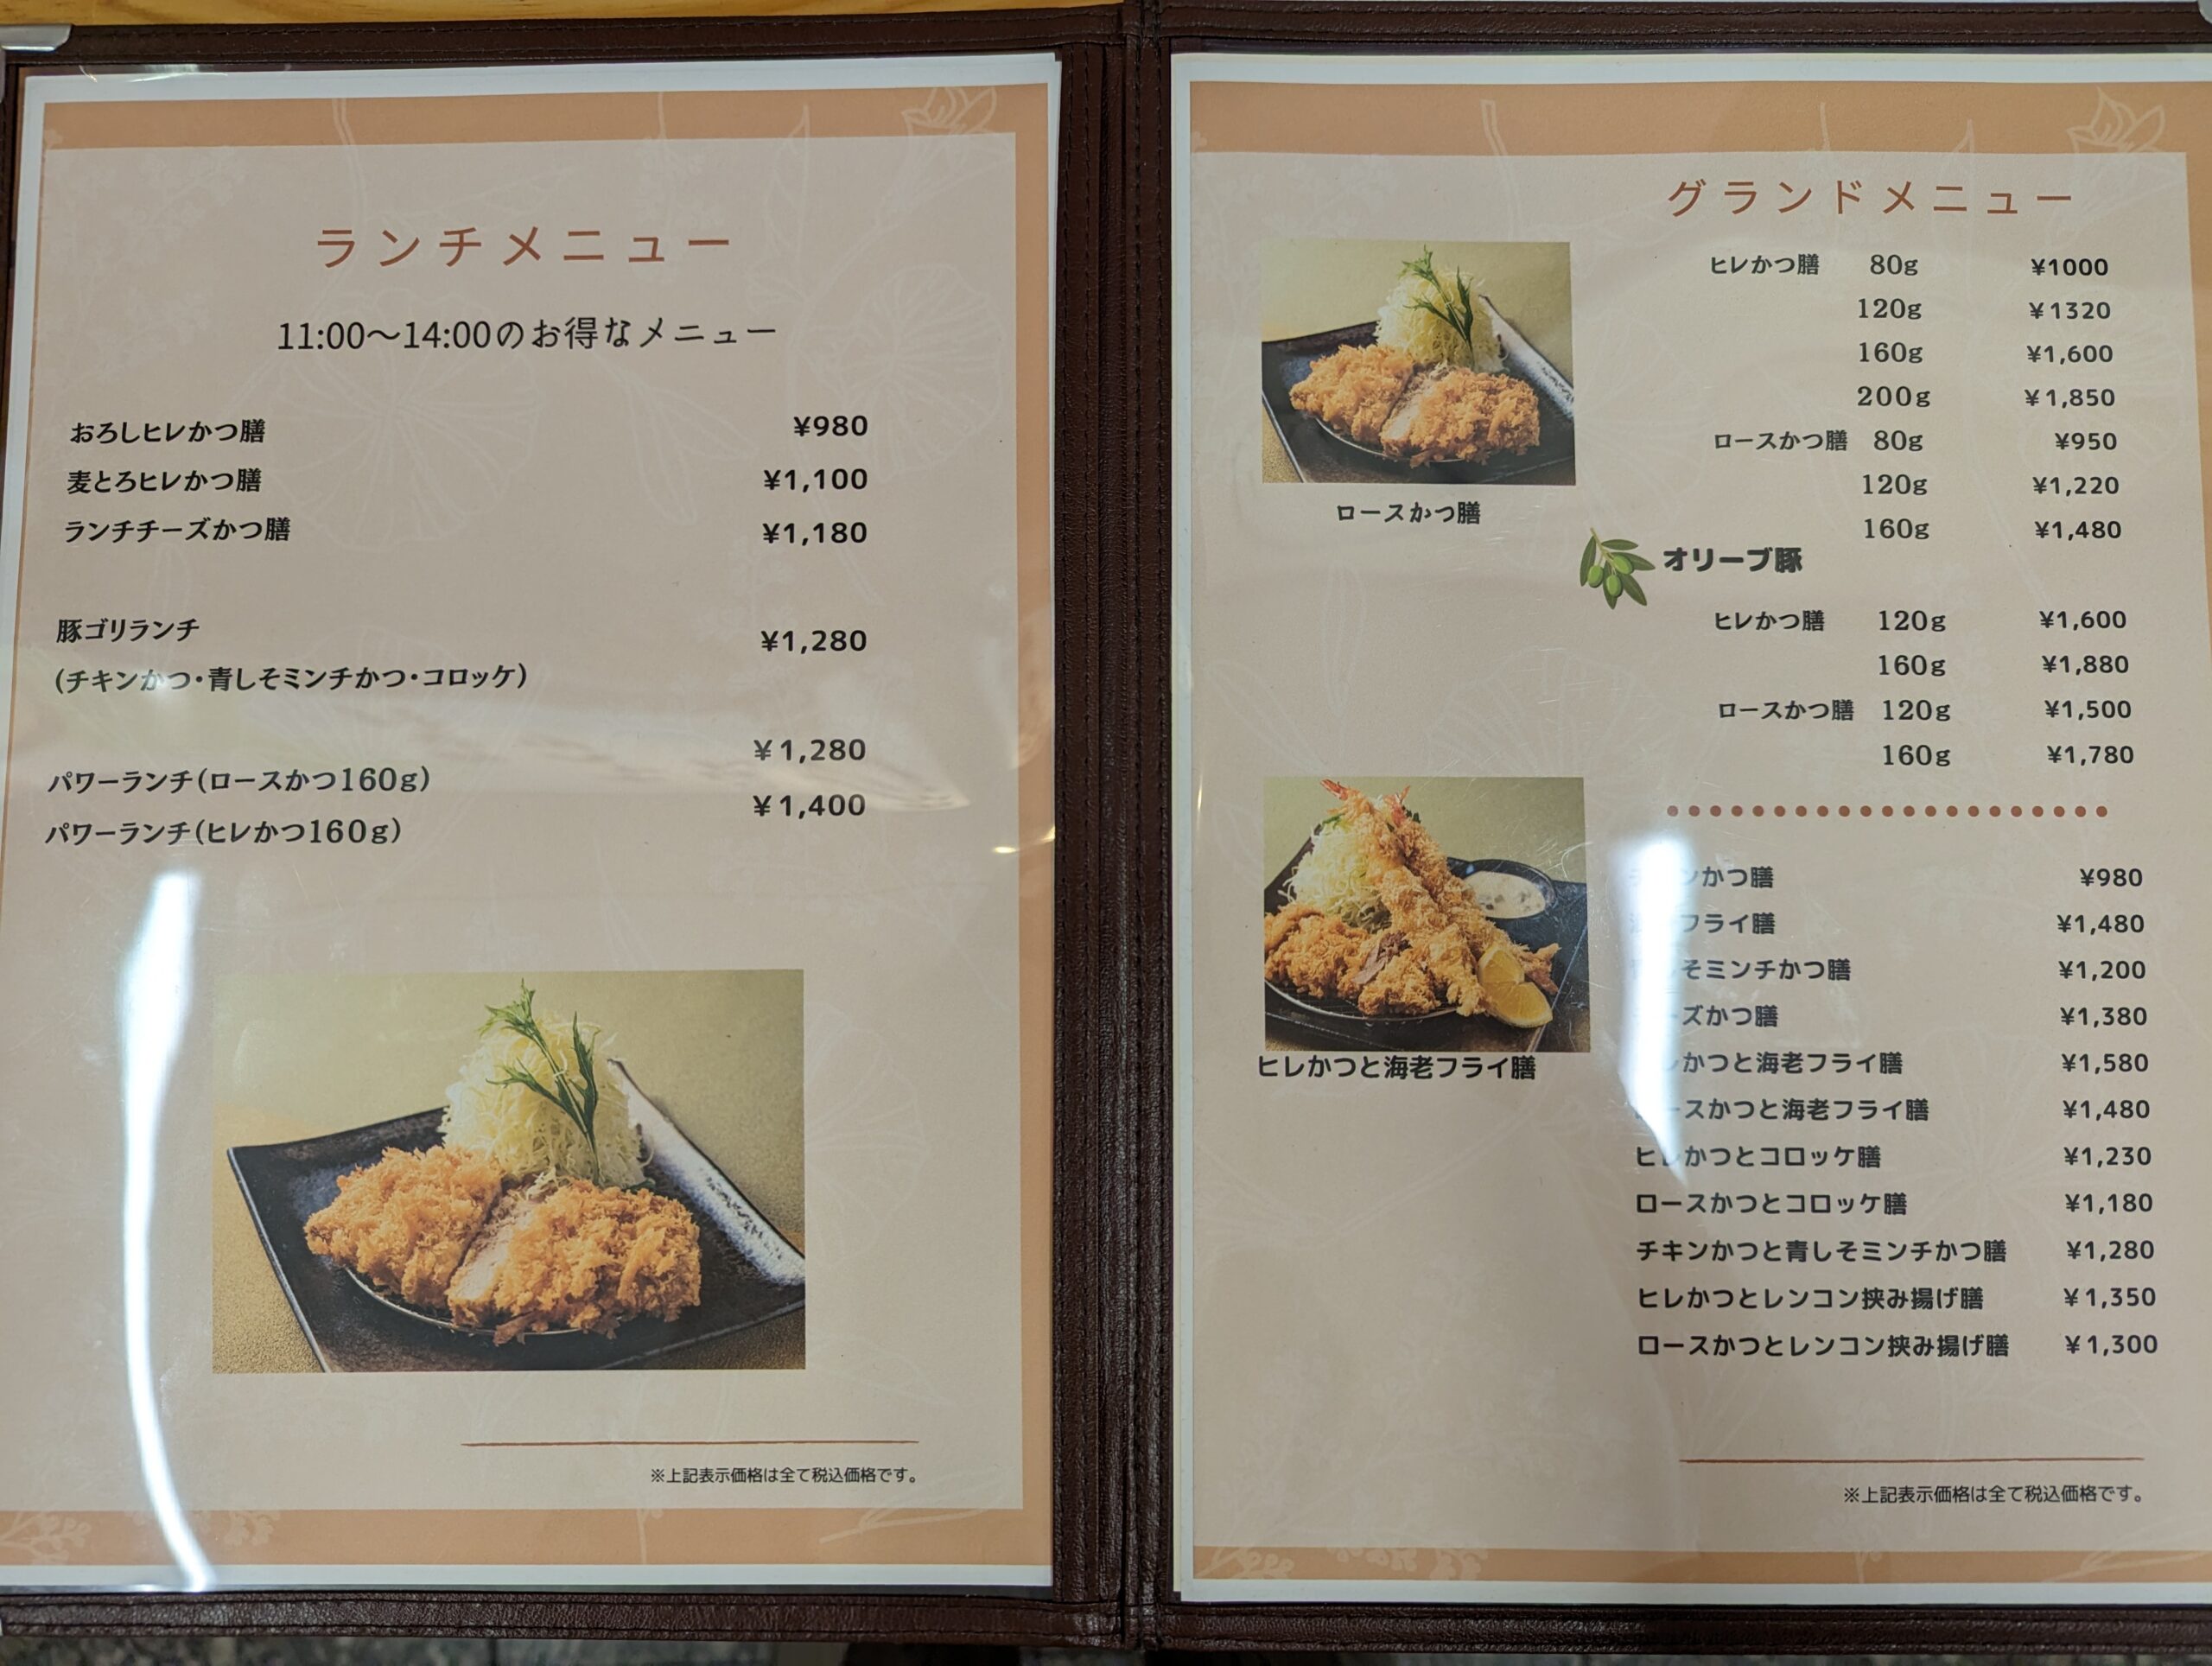 ランチメニュー
11:00〜14:00のお得なメニュー
おろしヒレかつ膳 ¥980
麦とろヒレかつ膳 ¥1,100
ランチチーズかつ膳 ¥1,180
豚ゴリランチ ¥1,280
(チキンかつ・青しそミンチかつ・コロッケ)
パワーランチ(ロースかつ160g) ¥1,280
パワーランチ(ヒレかつ160g) ¥1,400
※上記表示価格は全て税込価格です。
グランドメニュー
ヒレかつ膳 80g ¥1000
120g ¥1320
160g ¥1,600
200g ¥1,850
ロースかつ膳 80g ¥950
120g ¥1,220
160g ¥1,480
ロースかつ膳
オリーブ豚
ヒレかつ膳 120g ¥1,600
160g ¥1,880
ロースかつ膳 120g ¥1,500
160g ¥1,780
ンかつ膳 ¥980
フライ膳 ¥1,480
しそミンチかつ膳 ¥1,200
ーズかつ膳 ¥1,380
かつと海老フライ膳 ¥1,580
ースかつと海老フライ膳 ¥1,480
ヒレかつとコロッケ膳 ¥1,230
ロースかつとコロッケ膳 ¥1,180
チキンかつと青しそミンチかつ膳 ¥1,280
ヒレかつとレンコン挟み揚げ膳 ¥1,350
ロースかつとレンコン挟み揚げ膳 ¥1,300
ヒレかつと海老フライ膳
※上記表示価格は全て税込価格です。